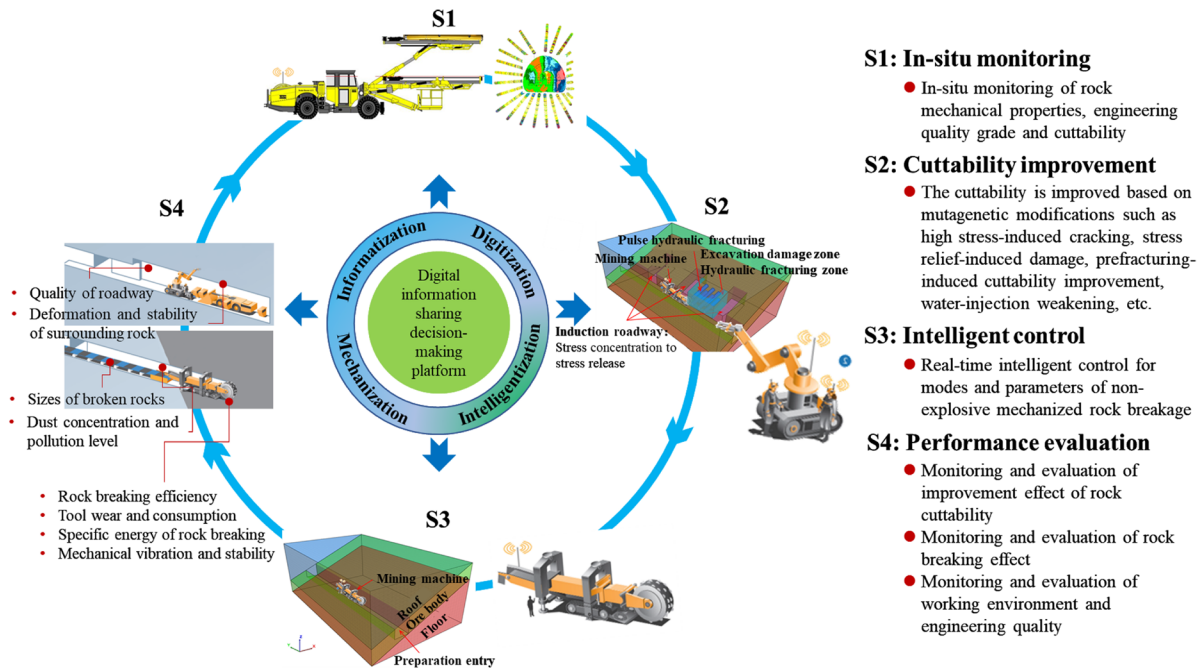 S1
S4
S2
Informatization
Digitization
Mechanization
Intelligentization
Digital
information
sharing
decision-
making
platform
Pulse hydraulic fracturing
Mining machine
Excavation damage zone
Hydraulic fracturing zone
Induction roadway:
Stress concentration to
stress release
• Quality of roadway
• Deformation and stability
of surrounding rock
• Sizes of broken rocks
• Dust concentration and
pollution level
• Rock breaking efficiency
• Tool wear and consumption
• Specific energy of rock breaking
• Mechanical vibration and stability
S3
Mining machine
Roof
Ore body
Floor
Preparation entry
S1: In-situ monitoring
● In-situ monitoring of rock
mechanical properties, engineering
quality grade and cuttability
S2: Cuttability improvement
● The cuttability is improved based on
mutagenetic modifications such as
high stress-induced cracking, stress
relief-induced damage, prefracturing-
induced cuttability improvement,
water-injection weakening, etc.
S3: Intelligent control
● Real-time intelligent control for
modes and parameters of non-
explosive mechanized rock breakage
S4: Performance evaluation
● Monitoring and evaluation of
improvement effect of rock
cuttability
● Monitoring and evaluation of rock
breaking effect
● Monitoring and evaluation of
working environment and
engineering quality